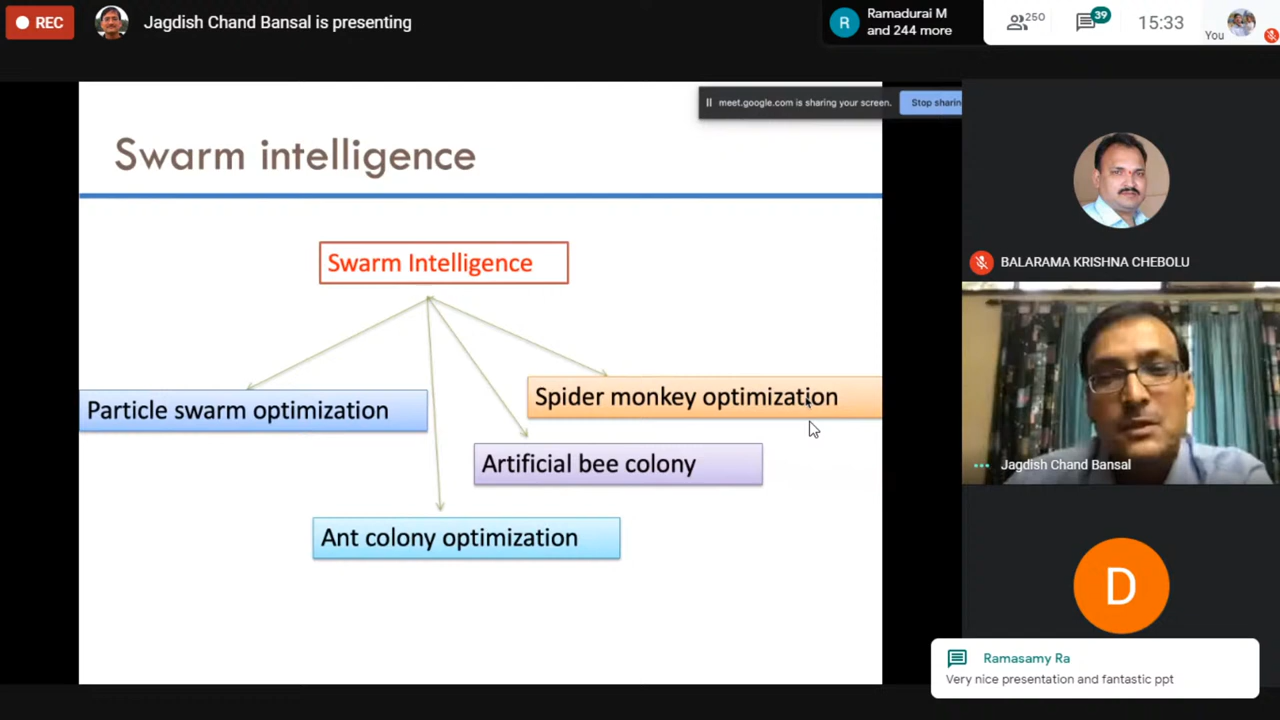 REC
Jagdish Chand Bansal is presenting
R
Ramadurai M
and 244 more
250
39
15:33
You
meet.google.com is sharing your screen.
Stop sharin
Swarm intelligence
Swarm Intelligence
Particle swarm optimization
Spider monkey optimization
Artificial bee colony
Ant colony optimization
BALARAMA KRISHNA CHEBOLU
Jagdish Chand Bansal
D
Ramasamy Ra
Very nice presentation and fantastic ppt